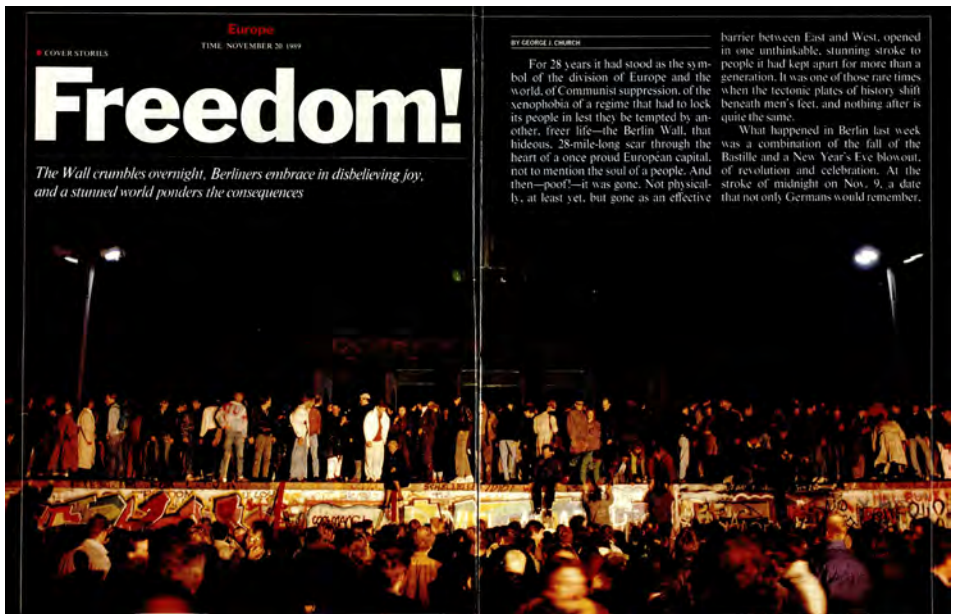 Europe
TIME NOVEMBER 20 1989
COVER STORIES
Freedom!
The Wall crumbles overnight, Berliners embrace in disbelieving joy,
and a stunned world ponders the consequences
BY GEORGE J. CHURCH
For 28 years it had stood as the sym-
bol of the division of Europe and the
world, of Communist suppression, of the
xenophobia of a regime that had to lock
its people in lest they be tempted by an-
other, freer life—the Berlin Wall, that
hideous, 28-mile-long scar through the
heart of a once proud European capital,
not to mention the soul of a people. And
then—poof!—it was gone. Not physical-
ly, at least yet, but gone as an effective
barrier between East and West, opened
in one unthinkable, stunning stroke to
people it had kept apart for more than a
generation. It was one of those rare times
when the tectonic plates of history shift
beneath men's feet, and nothing after is
quite the same.
What happened in Berlin last week
was a combination of the fall of the
Bastille and a New Year's Eve blowout,
of revolution and celebration. At the
stroke of midnight on Nov. 9, a date
that not only Germans would remember,